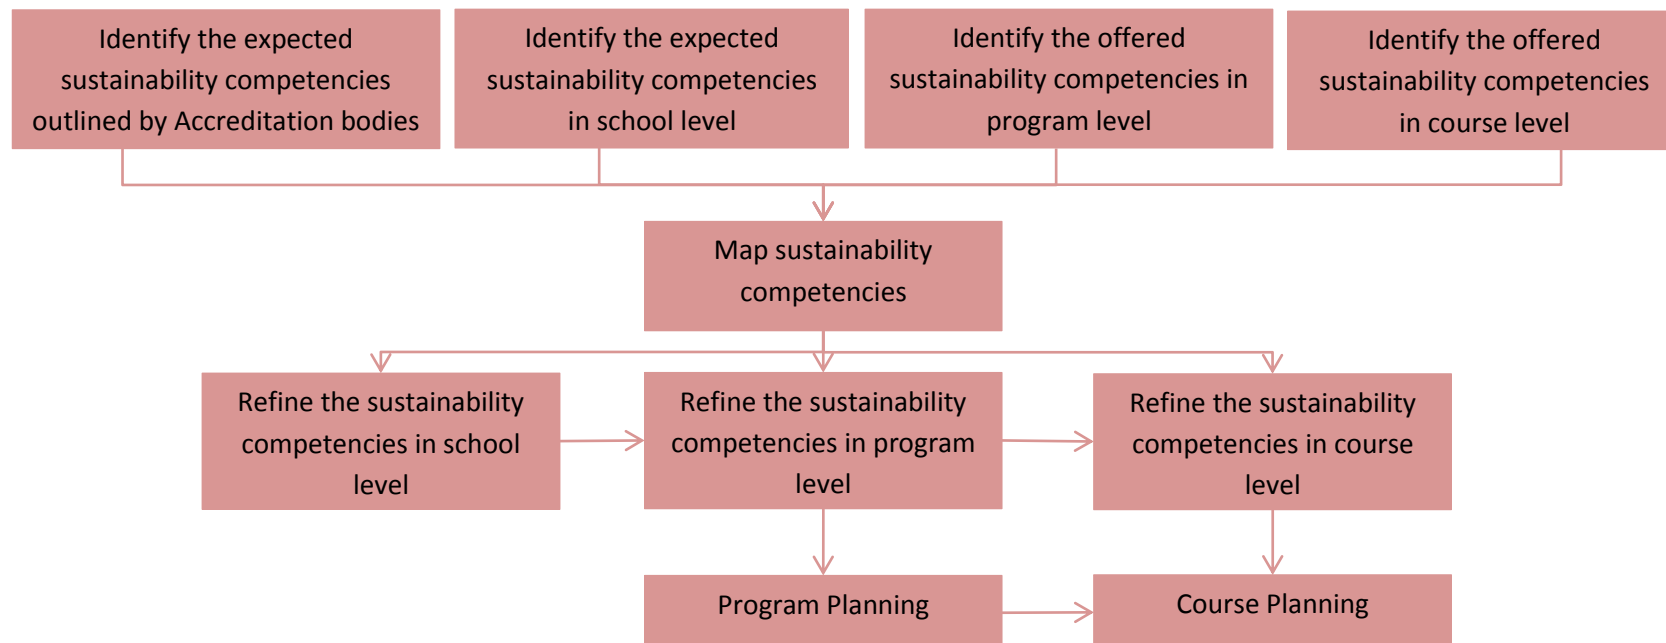 Identify the expected
sustainability competencies
outlined by Accreditation bodies
Identify the expected
sustainability competencies
in school level
Identify the offered
sustainability competencies in
program level
Identify the offered
sustainability competencies
in course level
Map sustainability
competencies
Refine the sustainability
competencies in school
level
Refine the sustainability
competencies in program
level
Refine the sustainability
competencies in course
level
Program Planning
Course Planning